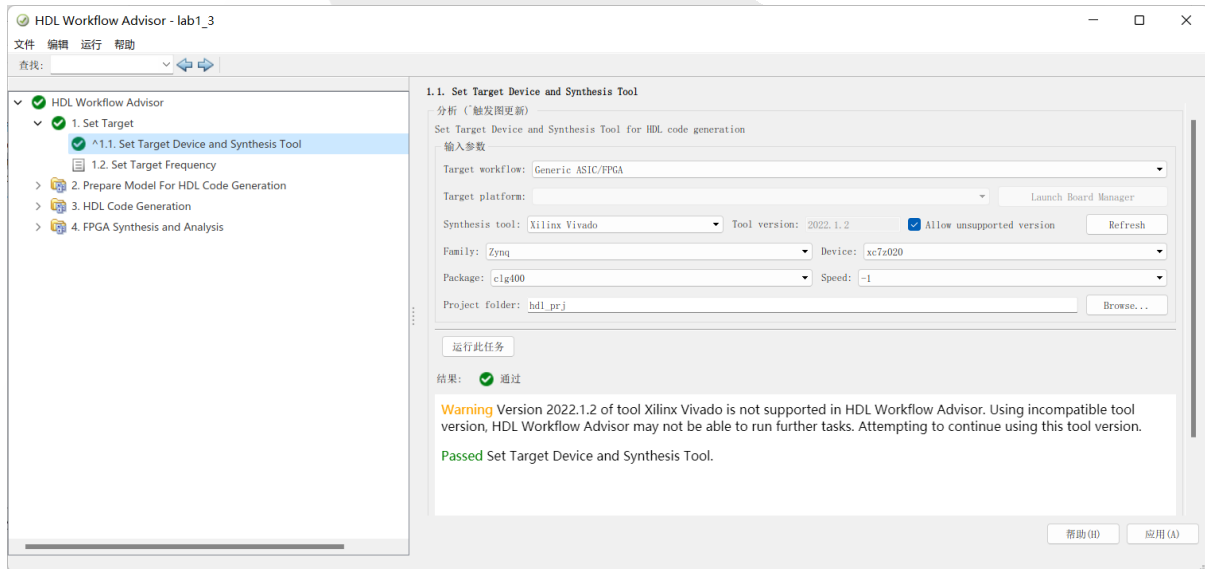 HDL Workflow Advisor - lab1_3
文件 编辑 运行 帮助
查找:
HDL Workflow Advisor
1. Set Target
^1.1. Set Target Device and Synthesis Tool
1.2. Set Target Frequency
2. Prepare Model For HDL Code Generation
3. HDL Code Generation
4. FPGA Synthesis and Analysis
1.1. Set Target Device and Synthesis Tool
分析 (^触发图更新)
Set Target Device and Synthesis Tool for HDL code generation
输入参数
Target workflow: Generic ASIC/FPGA
Target platform: Launch Board Manager
Synthesis tool: Xilinx Vivado Tool version: 2022.1.2 Allow unsupported version Refresh
Family: Zynq Device: xc7z020
Package: clg400 Speed: -1
Project folder: hdl_prj Browse...
运行此任务
结果: 通过
Warning Version 2022.1.2 of tool Xilinx Vivado is not supported in HDL Workflow Advisor. Using incompatible tool
version, HDL Workflow Advisor may not be able to run further tasks. Attempting to continue using this tool version.
Passed Set Target Device and Synthesis Tool.
帮助(H) 应用(A)